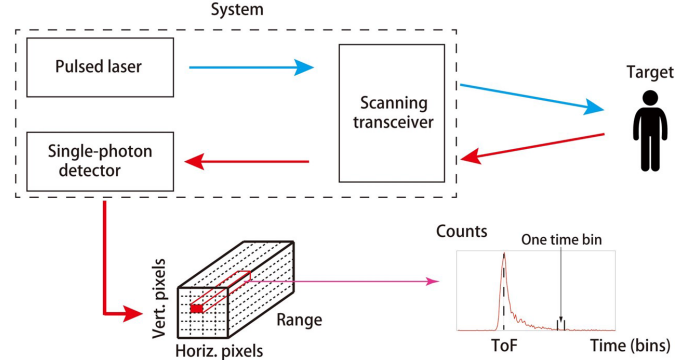 System
Pulsed laser
Scanning
transceiver
Target
Single-photon
detector
Counts
One time bin
Vert. pixels
Range
Horiz. pixels
ToF
Time (bins)